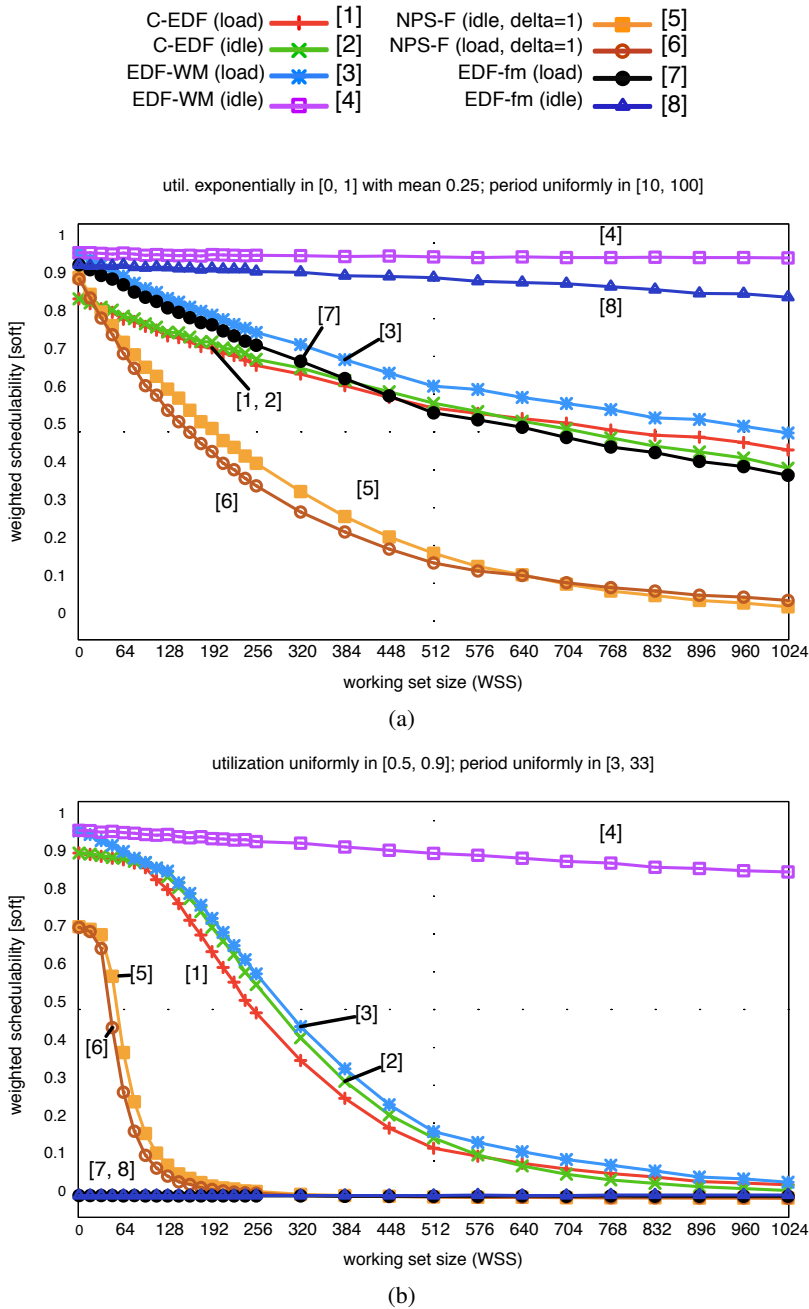 C-EDF (load) [1]
C-EDF (idle) [2]
EDF-WM (load) [3]
EDF-WM (idle) [4]
NPS-F (idle, delta=1) [5]
NPS-F (load, delta=1) [6]
EDF-fm (load) [7]
EDF-fm (idle) [8]
util. exponentially in [0, 1] with mean 0.25; period uniformly in [10, 100]
weighted schedulability [soft]
1
0.9
0.8
0.7
0.6
0.5
0.4
0.3
0.2
0.1
0
[4]
[8]
[7]
[3]
[1, 2]
[5]
[6]
0 64 128 192 256 320 384 448 512 576 640 704 768 832 896 960 1024
working set size (WSS)
(a)
utilization uniformly in [0.5, 0.9]; period uniformly in [3, 33]
weighted schedulability [soft]
1
0.9
0.8
0.7
0.6
0.5
0.4
0.3
0.2
0.1
0
[4]
[1]
[5]
[3]
[6]
[2]
[7, 8]
0 64 128 192 256 320 384 448 512 576 640 704 768 832 896 960 1024
working set size (WSS)
(b)